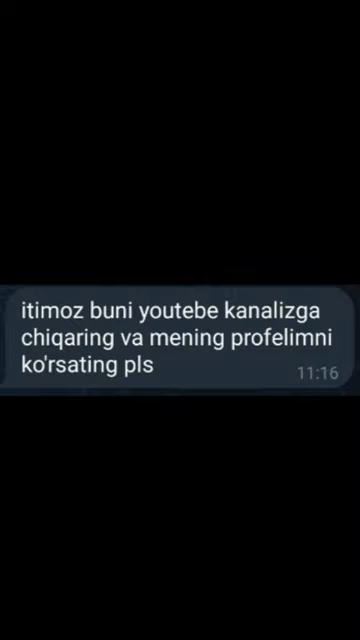 itimoz buni youtebe kanalizga
chiqaring va mening profelimni
ko'rsating pls
11:16